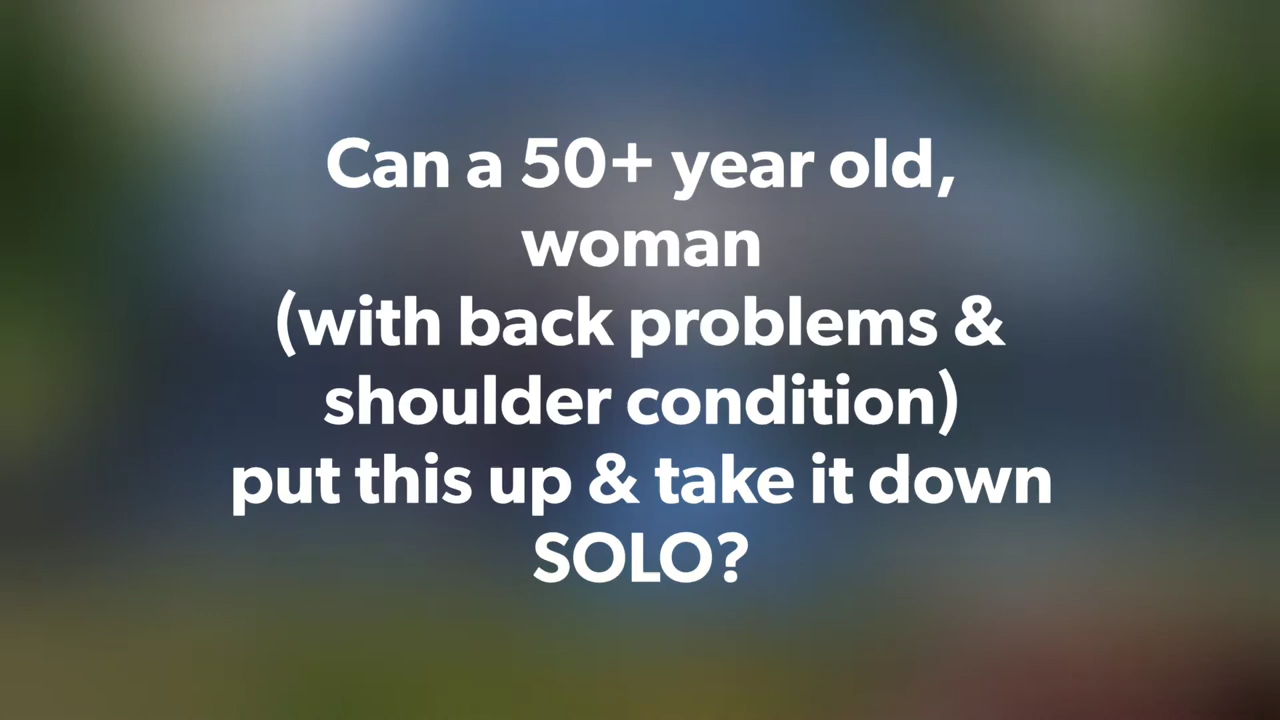 Can a 50+ year old,
woman
(with back problems &
shoulder condition)
put this up & take it down
SOLO?